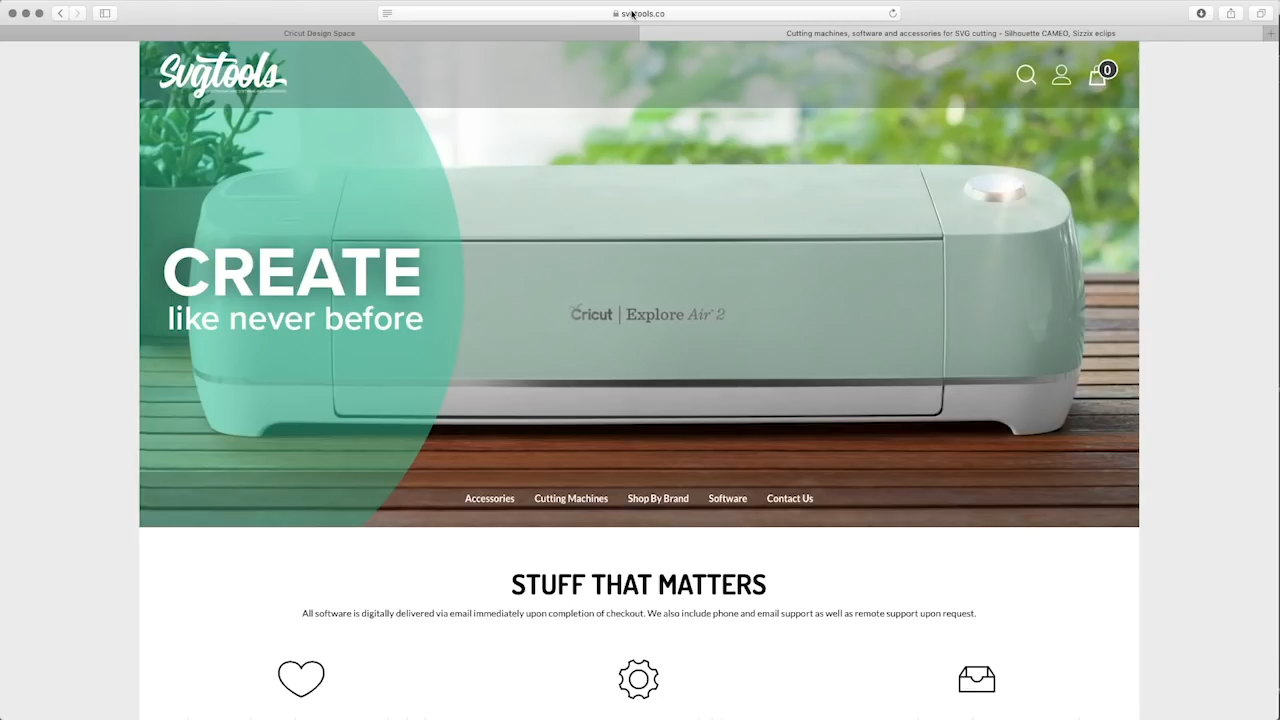 svgtools.co
Cricut Design Space
Cutting machines, software and accessories for SVG cutting - Silhouette CAMEO, Sizzix eclips
Svgtools
0
CREATE
like never before
Cricut | Explore Air 2
Accessories
Cutting Machines
Shop By Brand
Software
Contact Us
STUFF THAT MATTERS
All software is digitally delivered via email immediately upon completion of checkout. We also include phone and email support as well as remote support upon request.